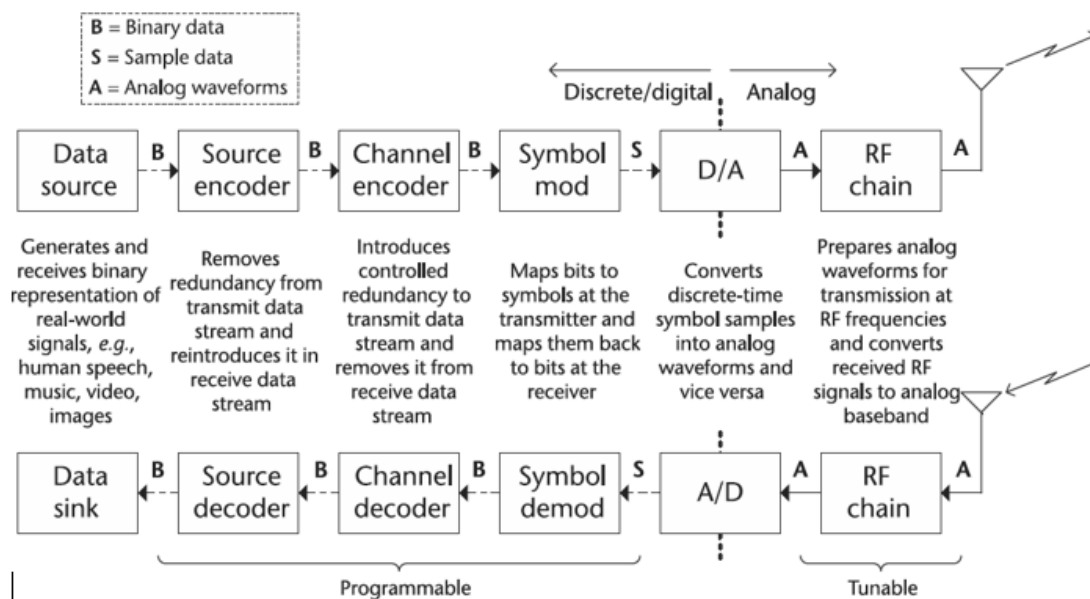 B = Binary data
S = Sample data
A = Analog waveforms
Discrete/digital
Analog
Data
source
B
Source
encoder
B
Channel
encoder
B
Symbol
mod
S
D/A
A
RF
chain
A
Generates and
receives binary
representation of
real-world
signals, e.g.,
human speech,
music, video,
images
Removes
redundancy from
transmit data
stream and
reintroduces it in
receive data
stream
Introduces
controlled
redundancy to
transmit data
stream and
removes it from
receive data
stream
Maps bits to
symbols at the
transmitter and
maps them back
to bits at the
receiver
Converts
discrete-time
symbol samples
into analog
waveforms and
vice versa
Prepares analog
waveforms for
transmission at
RF frequencies
and converts
received RF
signals to analog
baseband
Data
sink
B
Source
decoder
B
Channel
decoder
B
Symbol
demod
S
A/D
A
RF
chain
A
Programmable
Tunable